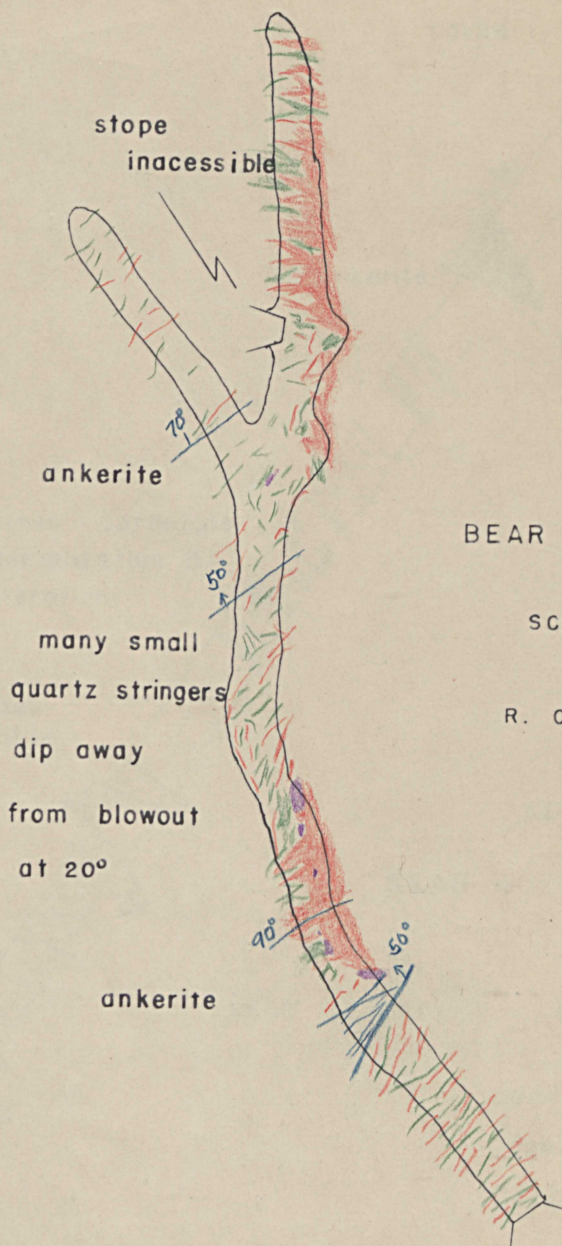 stope
inacessible
70°
ankerite
BEAR
50°
SC
many small
quartz stringers
R.
dip away
from blowout
at 20°
90°
50°
ankerite